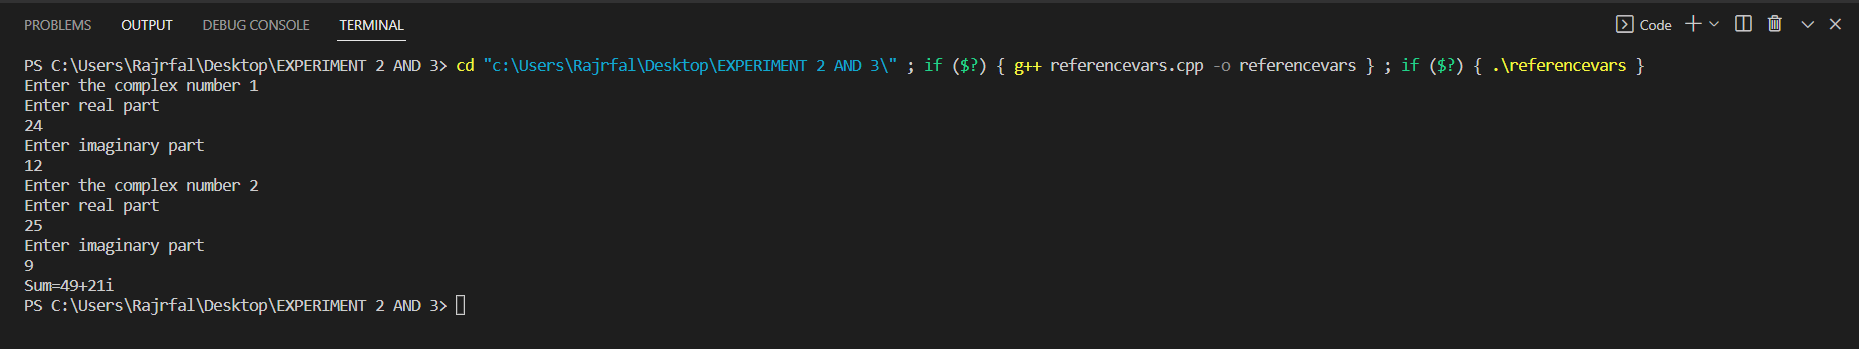 PROBLEMS OUTPUT DEBUG CONSOLE TERMINAL Code
PS C:\Users\Rajrfal\Desktop\EXPERIMENT 2 AND 3> cd "c:\Users\Rajrfal\Desktop\EXPERIMENT 2 AND 3\" ; if ($?) { g++ referencevars.cpp -o referencevars } ; if ($?) { .\referencevars }
Enter the complex number 1
Enter real part
24
Enter imaginary part
12
Enter the complex number 2
Enter real part
25
Enter imaginary part
9
Sum=49+21i
PS C:\Users\Rajrfal\Desktop\EXPERIMENT 2 AND 3>